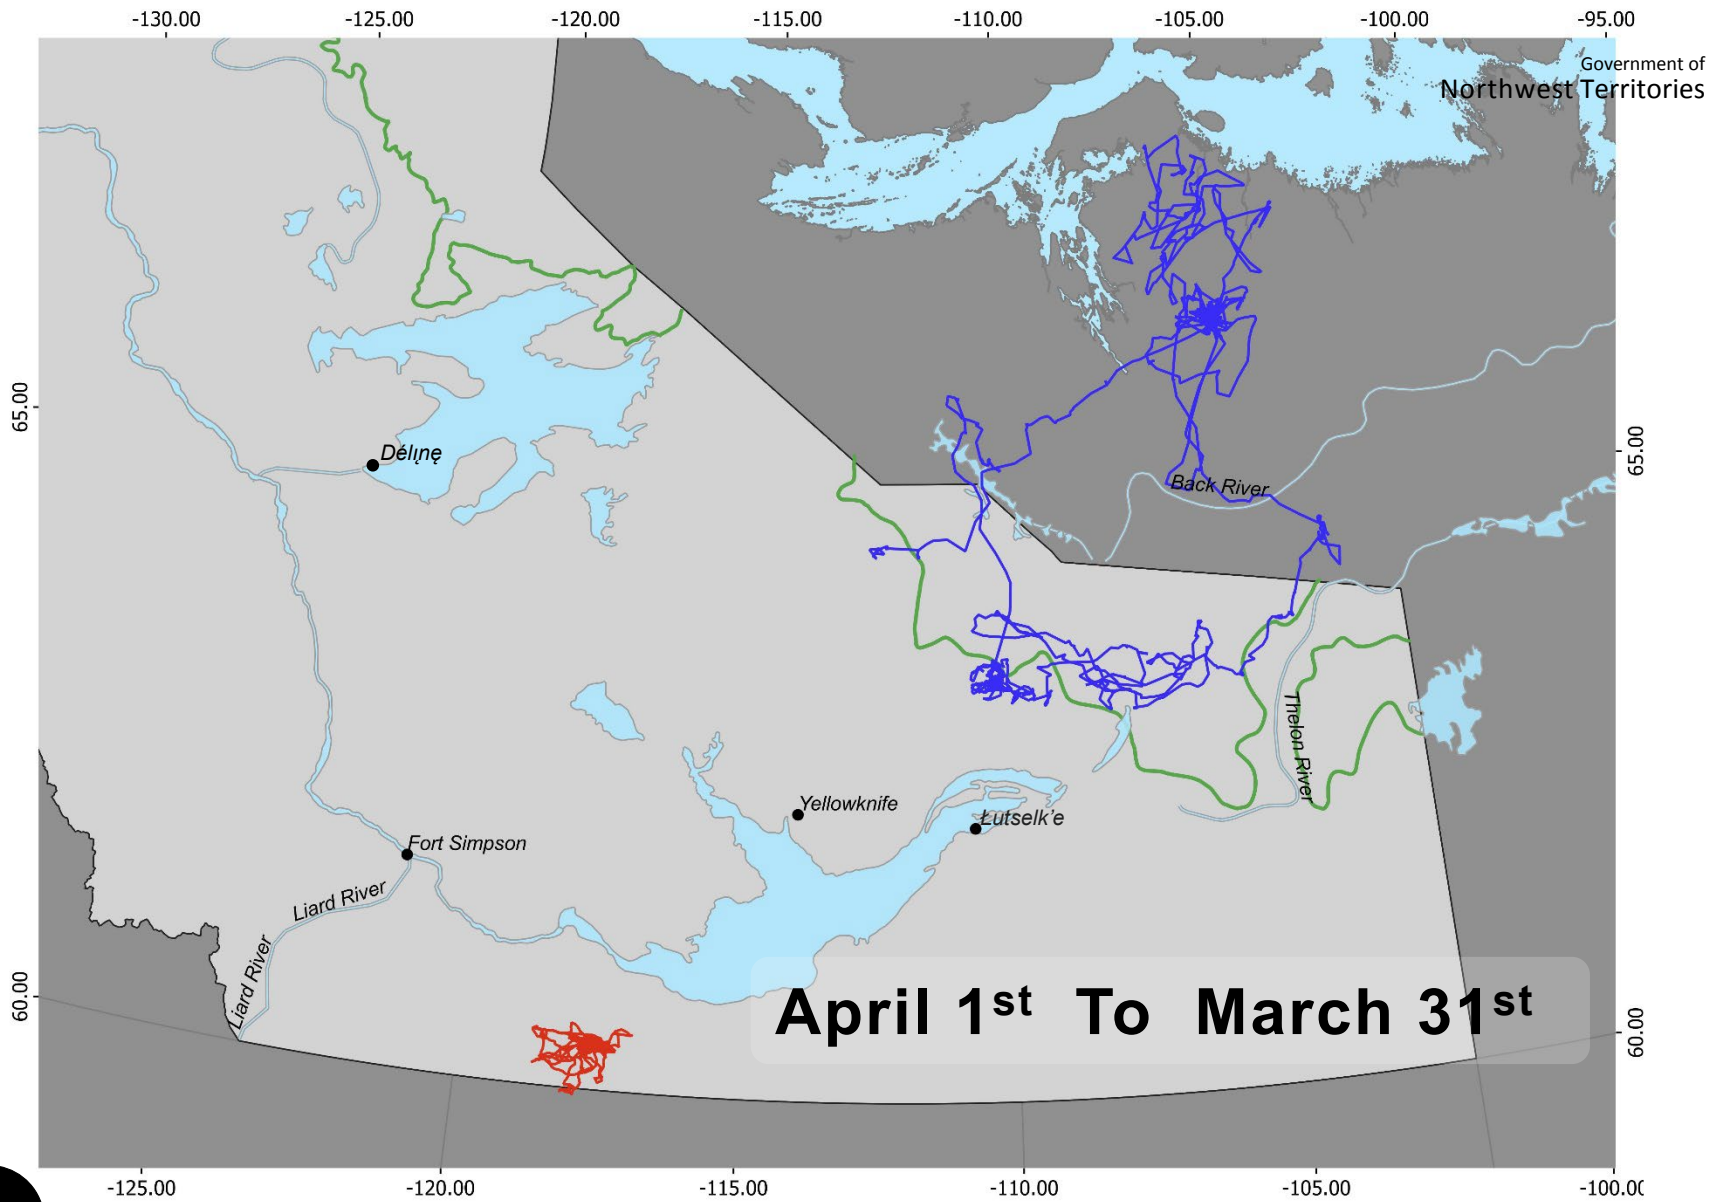 -130.00 -125.00 -120.00 -115.00 -110.00 -105.00 -100.00 -95.00
Government of
Northwest Territories
65.00
65.00
Délı̨nę
Back River
Thelon River
Yellowknife
Łutselk'e
Fort Simpson
Liard River
Liard River
60.00
60.00
April 1st To March 31st
-125.00 -120.00 -115.00 -110.00 -105.00 -100.0